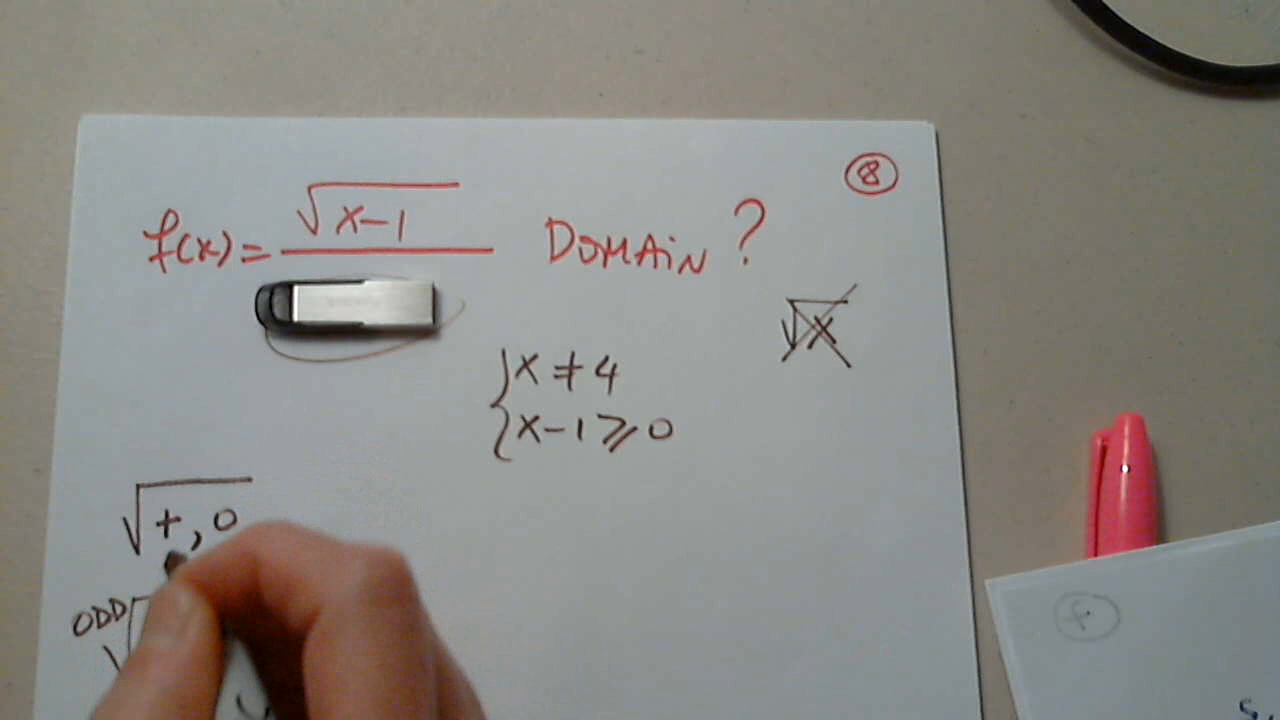 8
f(x) = √x-1 DOMAiN ?
√x
x ≠ 4
x-1 ⩾ 0
√+,0
ODD √
f